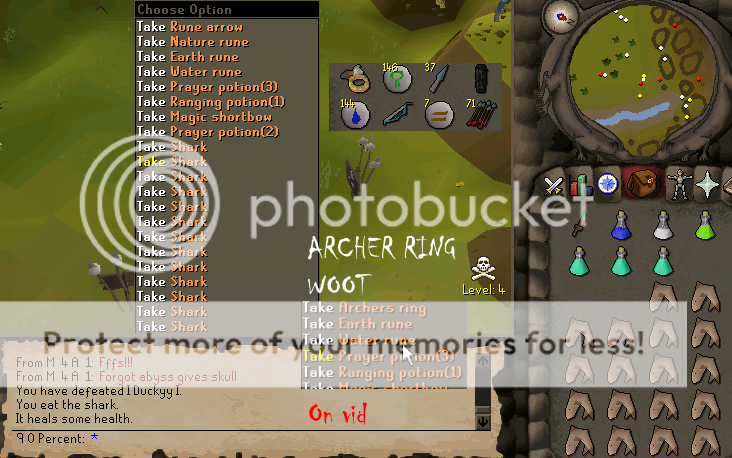 Choose Option
Take Rune arrow
Take Nature rune
Take Earth rune
Take Water rune
Take Prayer potion(3)
Take Ranging potion(1)
Take Magic shortbow
Take Prayer potion(2)
Take Shark
Take Shark
Take Shark
Take Shark
Take Shark
Take Shark
Take Shark
Take Shark
Take Shark
Take Shark
Take Shark
Take Shark
Take Shark
146
37
144
7
71
photobucket
ARCHER RING
WOOT
Level: 4
Take Archers ring
Take Earth rune
Take Water rune
Take Prayer potion(3)
Take Ranging potion(1)
Take Magic shortbow
Protect more of your memories for less!
From M 4 A 1: Fffs!!!
From M 4 A 1: Forgot abyss gives skull
You have defeated I Duckyy I.
You eat the shark.
It heals some health.
9 0 Percent: *
On vid